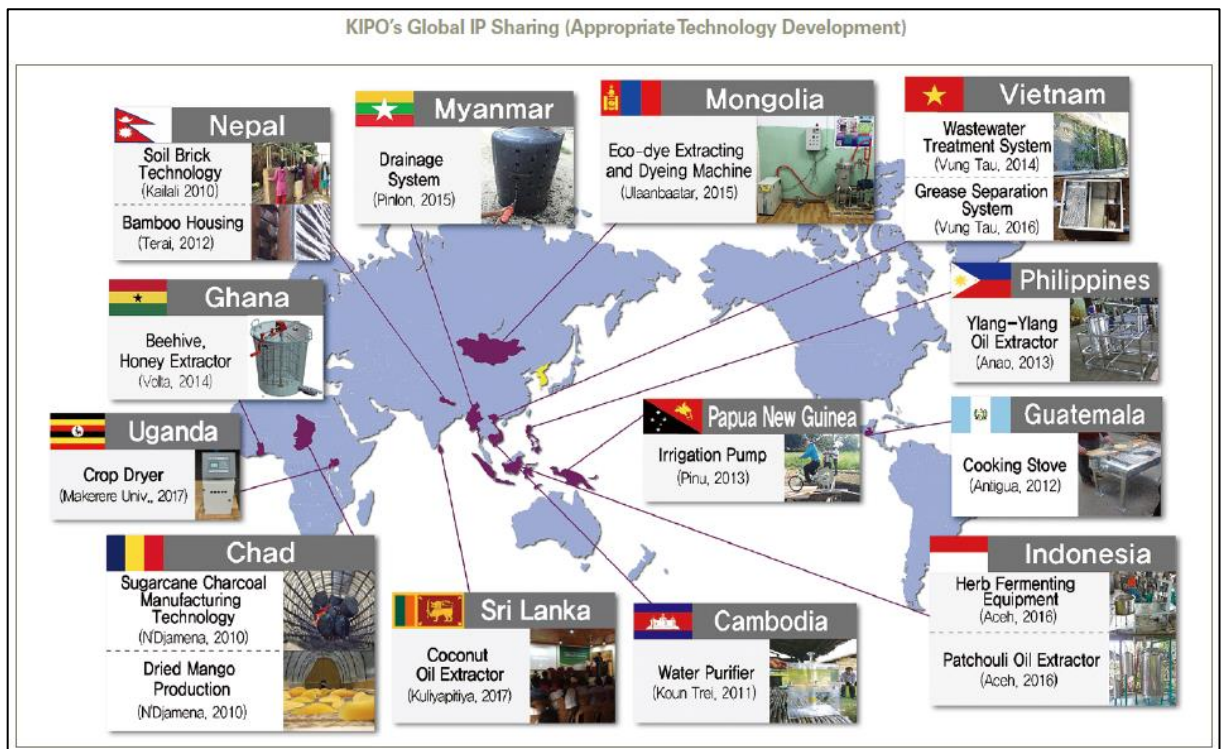 KIPO's Global IP Sharing (Appropriate Technology Development)
Nepal
Soil Brick
Technology
(Kailali 2010)
Bamboo Housing
(Terai, 2012)
Myanmar
Drainage
System
(Pinlon, 2015)
Mongolia
Eco-dye Extracting
and Dyeing Machine
(Ulaanbaatar, 2015)
Vietnam
Wastewater
Treatment System
(Vung Tau, 2014)
Grease Separation
System
(Vung Tau, 2016)
Ghana
Beehive,
Honey Extractor
(Volta, 2014)
Philippines
Ylang-Ylang
Oil Extractor
(Anao, 2013)
Uganda
Crop Dryer
(Makerere Univ., 2017)
Papua New Guinea
Irrigation Pump
(Pinu, 2013)
Guatemala
Cooking Stove
(Antigua, 2012)
Chad
Sugarcane Charcoal
Manufacturing
Technology
(N'Djamena, 2010)
Dried Mango
Production
(N'Djamena, 2010)
Sri Lanka
Coconut
Oil Extractor
(Kuliyapitiya, 2017)
Cambodia
Water Purifier
(Koun Trei, 2011)
Indonesia
Herb Fermenting
Equipment
(Aceh, 2016)
Patchouli Oil Extractor
(Aceh, 2016)